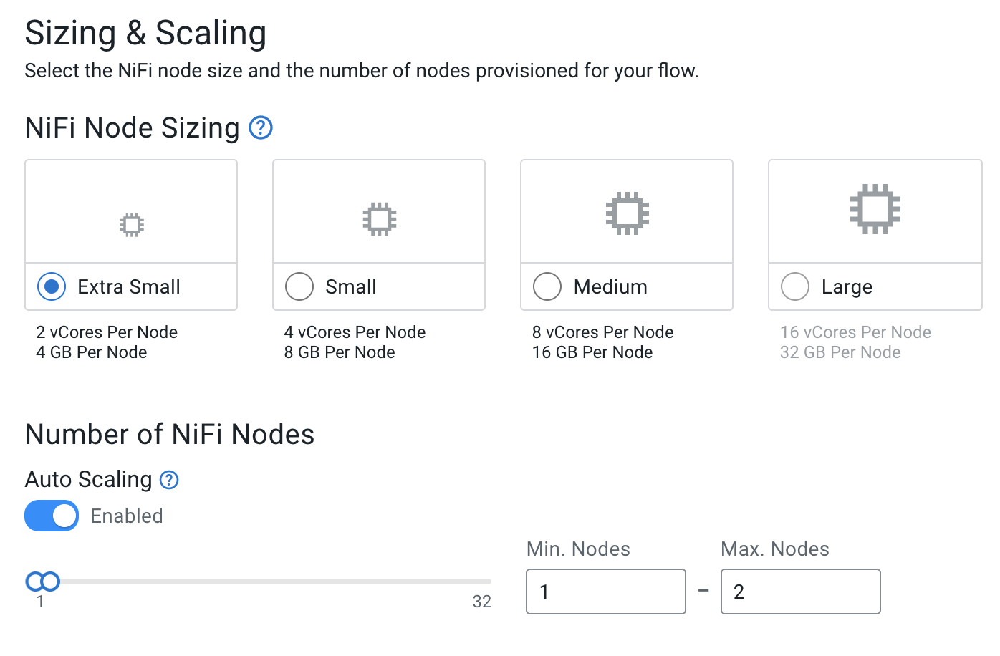 Sizing & Scaling
Select the NiFi node size and the number of nodes provisioned for your flow.
NiFi Node Sizing ?
Extra Small
2 vCores Per Node
4 GB Per Node
Small
4 vCores Per Node
8 GB Per Node
Medium
8 vCores Per Node
16 GB Per Node
Large
16 vCores Per Node
32 GB Per Node
Number of NiFi Nodes
Auto Scaling ?
Enabled
1
32
Min. Nodes
1
–
Max. Nodes
2